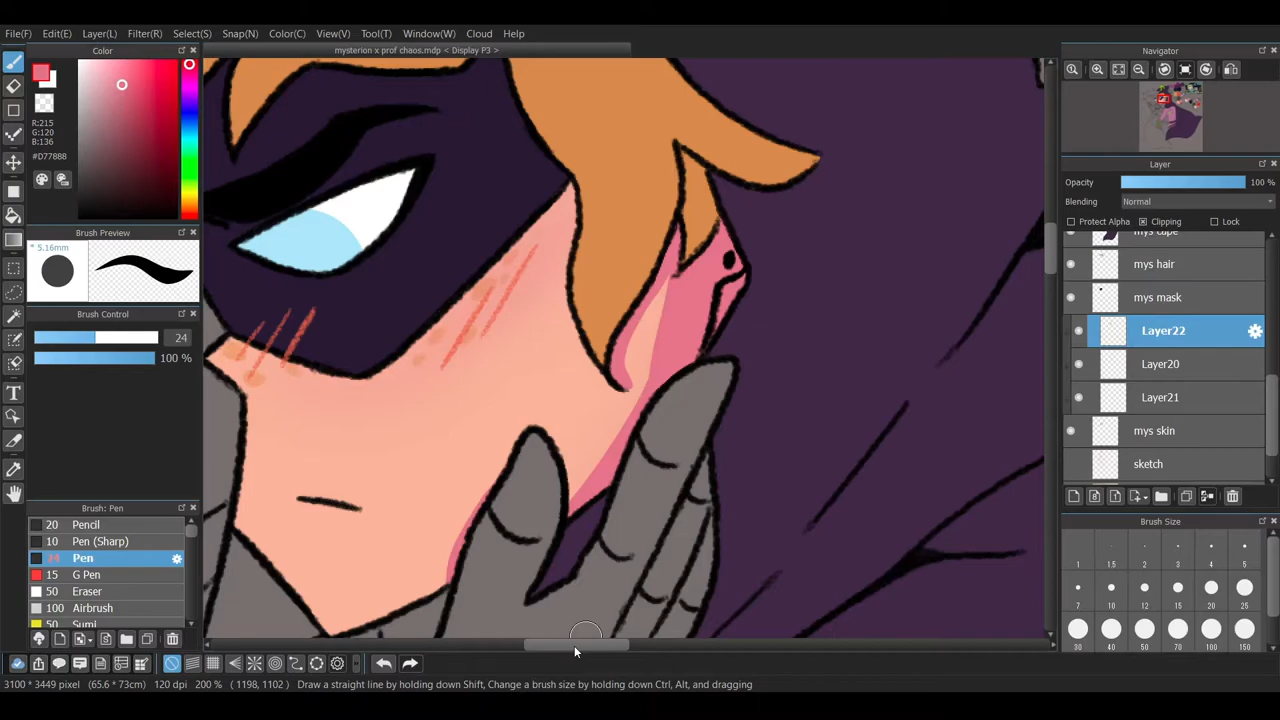 File(F) Edit(E) Layer(L) Filter(R) Select(S) Snap(N) Color(C) View(V) Tool(T) Window(W) Cloud Help
Color
mysterion x prof chaos.mdp < Display P3 >
Navigator
R:215
G:120
B:136
#D77888
Layer
Opacity 100 %
Blending Normal
Protect Alpha Clipping Lock
Brush Preview
* 5.16mm
mys cape
mys hair
mys mask
Brush Control
24
100 %
Layer22
Layer20
Layer21
mys skin
sketch
Brush: Pen
20 Pencil
10 Pen (Sharp)
24 Pen
15 G Pen
50 Eraser
100 Airbrush
50 Sumi
Brush Size
1 1.5 2 3 4 5
7 10 12 15 20 25
30 40 50 70 100 150
3100 * 3449 pixel (65.6 * 73cm) 120 dpi 200 % ( 1198, 1102 ) Draw a straight line by holding down Shift, Change a brush size by holding down Ctrl, Alt, and dragging